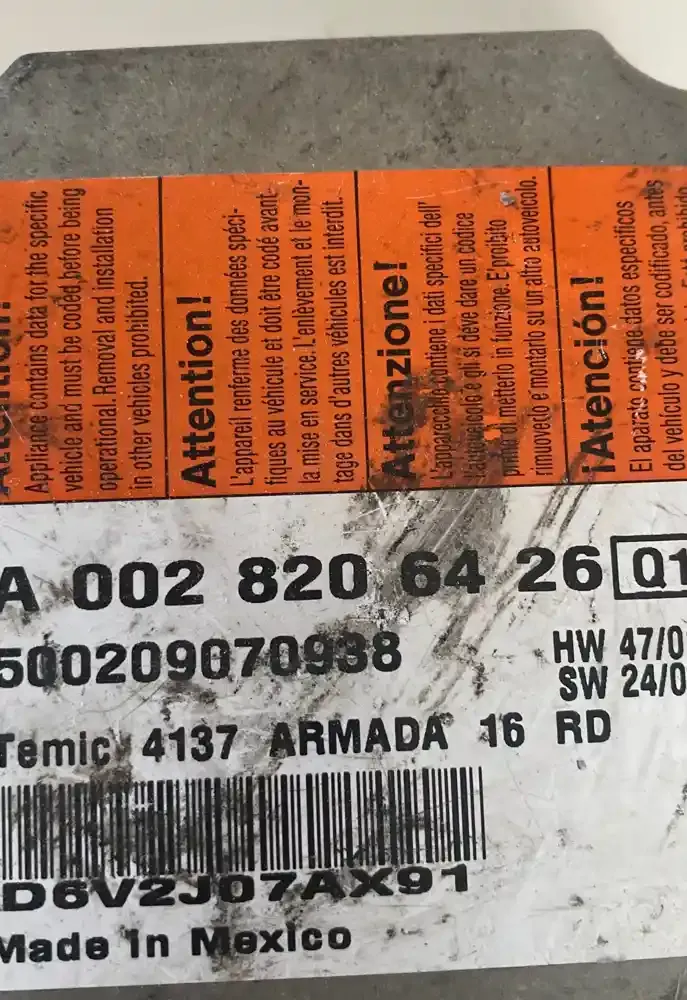 Appliance contains data for the specific
vehicle and must be coded before being
operational. Removal and installation
in other vehicles prohibited.
Attention!
L'appareil renferme des données spéci-
fiques au véhicule et doit être codé avant-
la mise en service. L'enlèvement et le mon-
tage dans d'autres véhicules est interdit.
Attenzione!
L'apparecchio contiene i dati specifici dell'
e gli si deve dare un codice
prima di metterlo in funzione. E proibito
rimuoverlo e montarlo su un altro autoveicolo.
¡Atención!
El aparato contiene datos específicos
del vehículo y debe ser codificado, antes
A 002 820 64 26 Q1
500209070938
HW 47/0
SW 24/0
Temic 4137 ARMADA 16 RD
D6V2J07AX91
Made in Mexico